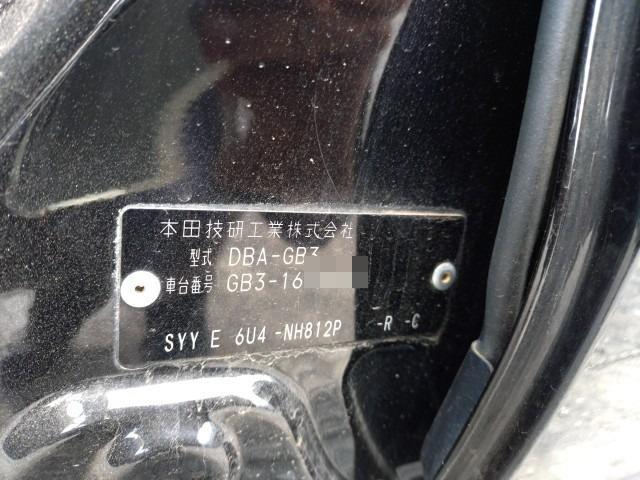 本田技研工業株式会社
型式 DBA-GB3
車台番号 GB3-16
SYY E 6U4 -NH812P -R -C